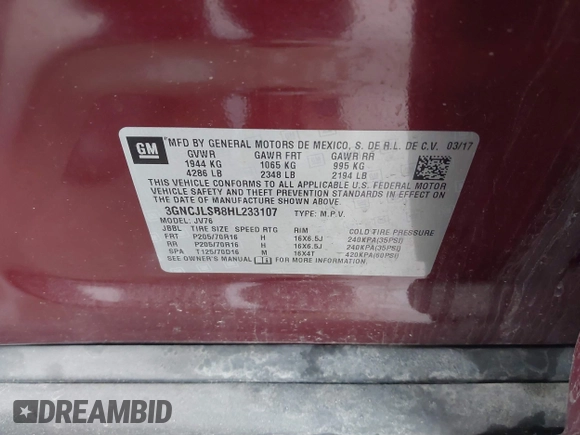 GM MFD BY GENERAL MOTORS DE MEXICO, S. DE R.L. DE C.V. 03/17
GVWR GAWR FRT GAWR RR
1944 KG 1065 KG 995 KG
4286 LB 2348 LB 2194 LB
THIS VEHICLE CONFORMS TO ALL APPLICABLE U.S. FEDERAL MOTOR
VEHICLE SAFETY AND THEFT PREVENTION STANDARDS IN EFFECT ON
THE DATE OF MANUFACTURE SHOWN ABOVE.
3GNCJLSB8HL233107 TYPE: M.P.V.
MODEL: JV76
JBBL TIRE SIZE SPEED RTG RIM COLD TIRE PRESSURE
FRT P205/70R16 H 16X6.5J 240KPA(35PSI)
RR P205/70R16 H 16X6.5J 240KPA(35PSI)
SPA T125/70D16 M 16X4T 420KPA(60PSI)
SEE OWNER'S MANUAL FOR MORE INFORMATION
DREAMBID